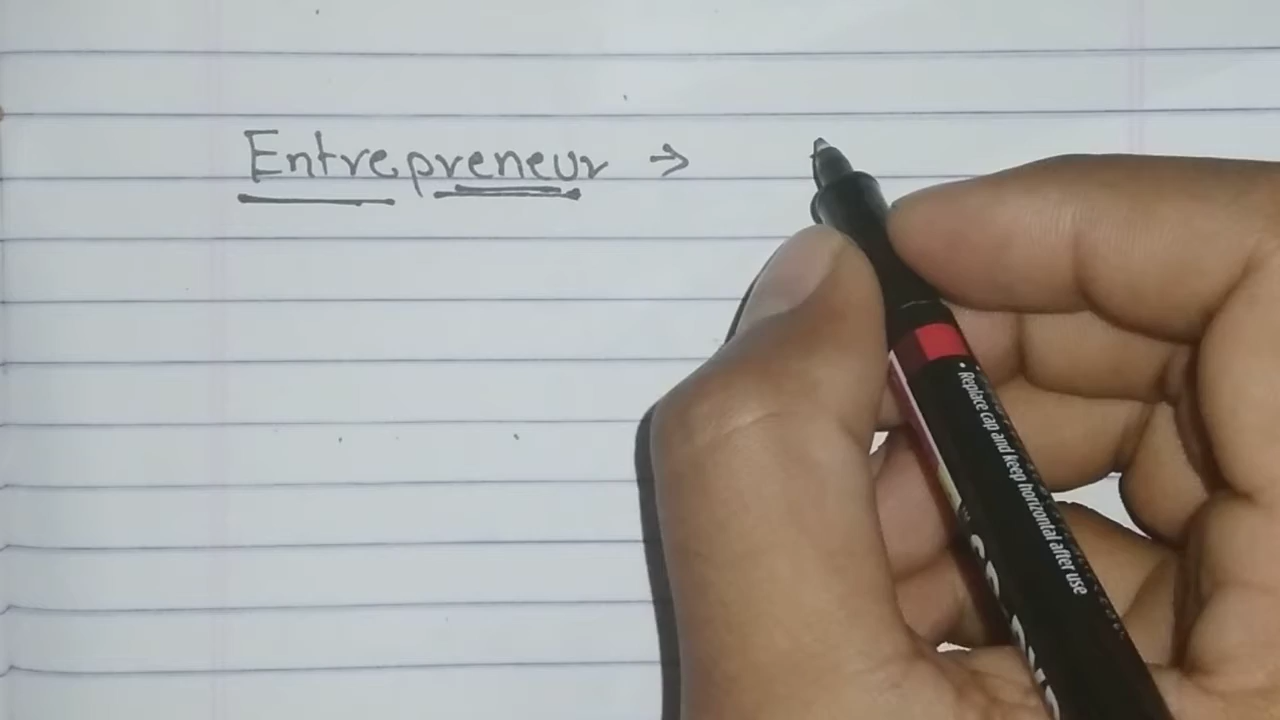 Entrepreneur →
• Replace cap and keep horizontal after use